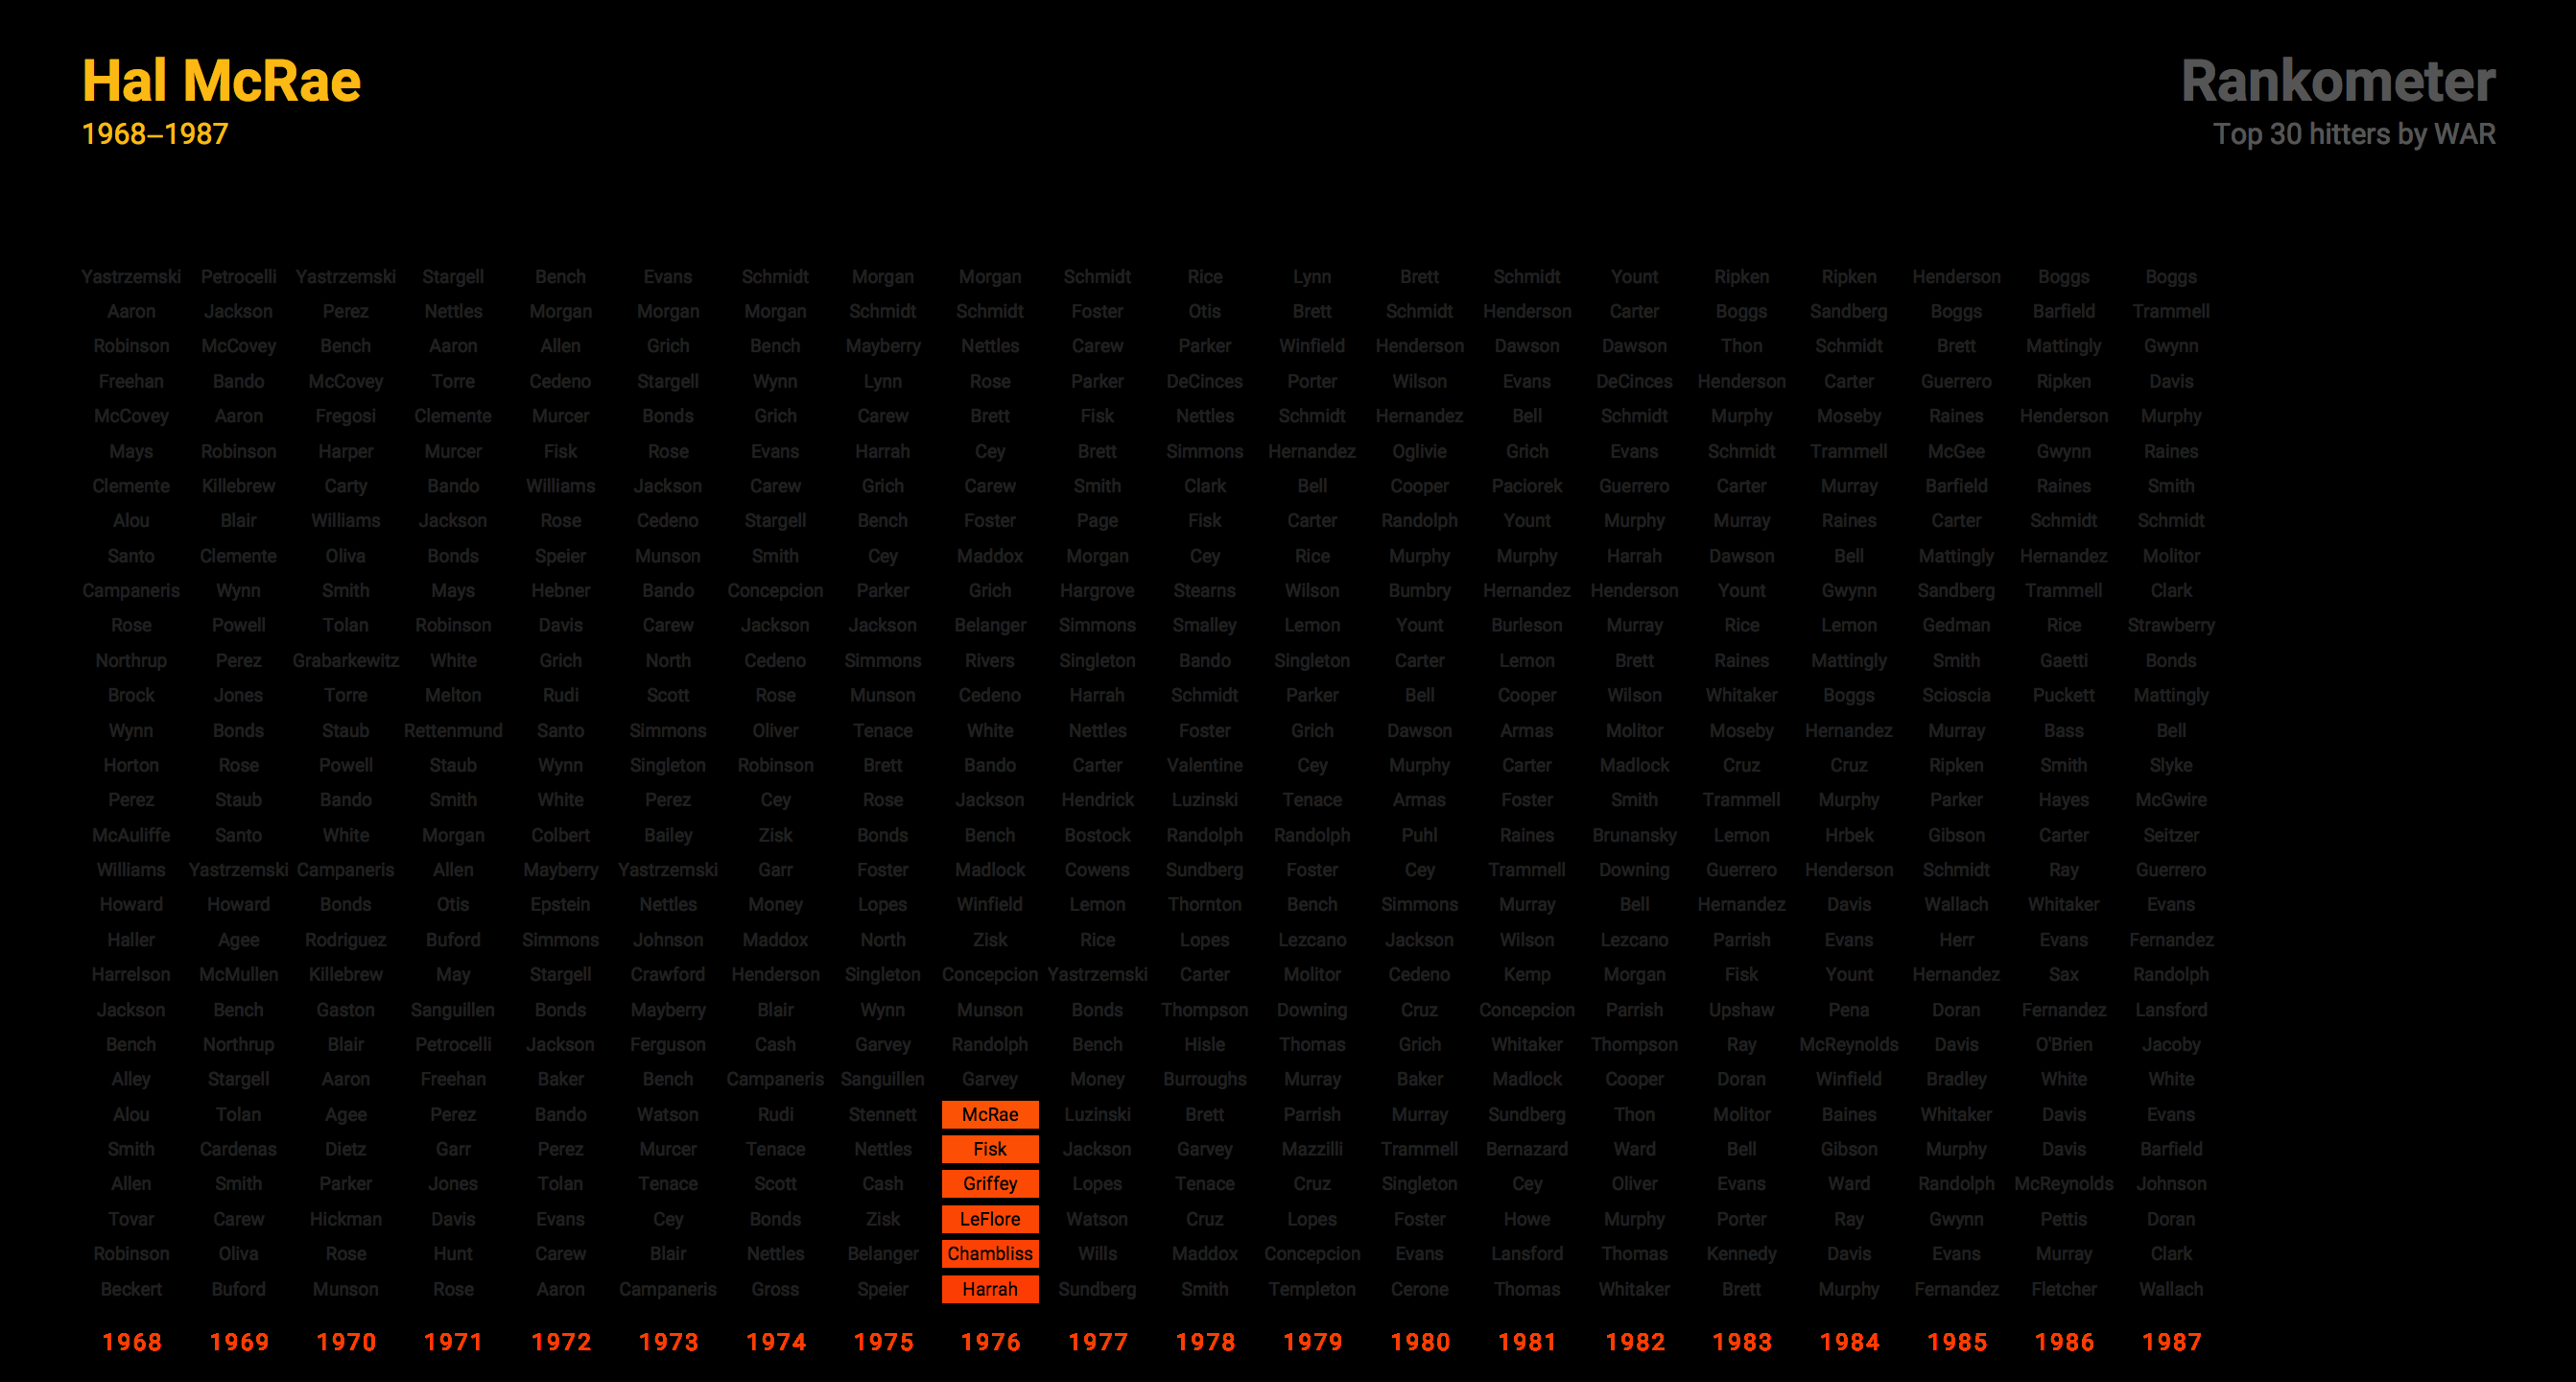 Hal McRae
1968–1987
Rankometer
Top 30 hitters by WAR
Yastrzemski Petrocelli Yastrzemski Stargell Bench Evans Schmidt Morgan Morgan Schmidt Rice Lynn Brett Schmidt Yount Ripken Ripken Henderson Boggs Boggs
Aaron Jackson Perez Nettles Morgan Morgan Morgan Schmidt Schmidt Foster Otis Brett Schmidt Henderson Carter Boggs Sandberg Boggs Barfield Trammell
Robinson McCovey Bench Aaron Allen Grich Bench Mayberry Nettles Carew Parker Winfield Henderson Dawson Dawson Thon Schmidt Brett Mattingly Gwynn
Freehan Bando McCovey Torre Cedeno Stargell Wynn Lynn Rose Parker DeCinces Porter Wilson Evans DeCinces Henderson Carter Guerrero Ripken Davis
McCovey Aaron Fregosi Clemente Murcer Bonds Grich Carew Brett Fisk Nettles Schmidt Hernandez Bell Schmidt Murphy Moseby Raines Henderson Murphy
Mays Robinson Harper Murcer Fisk Rose Evans Harrah Cey Brett Simmons Hernandez Oglivie Grich Evans Schmidt Trammell McGee Gwynn Raines
Clemente Killebrew Carty Bando Williams Jackson Carew Grich Carew Smith Clark Bell Cooper Paciorek Guerrero Carter Murray Barfield Raines Smith
Alou Blair Williams Jackson Rose Cedeno Stargell Bench Foster Page Fisk Carter Randolph Yount Murphy Murray Raines Carter Schmidt Schmidt
Santo Clemente Oliva Bonds Speier Munson Smith Cey Maddox Morgan Cey Rice Murphy Murphy Harrah Dawson Bell Mattingly Hernandez Molitor
Campaneris Wynn Smith Mays Hebner Bando Concepcion Parker Grich Hargrove Stearns Wilson Bumbry Hernandez Henderson Yount Gwynn Sandberg Trammell Clark
Rose Powell Tolan Robinson Davis Carew Jackson Jackson Belanger Simmons Smalley Lemon Yount Burleson Murray Rice Lemon Gedman Rice Strawberry
Northrup Perez Grabarkewitz White Grich North Cedeno Simmons Rivers Singleton Bando Singleton Carter Lemon Brett Raines Mattingly Smith Gaetti Bonds
Brock Jones Torre Melton Rudi Scott Rose Munson Cedeno Harrah Schmidt Parker Bell Cooper Wilson Whitaker Boggs Scioscia Puckett Mattingly
Wynn Bonds Staub Rettenmund Santo Simmons Oliver Tenace White Nettles Foster Grich Dawson Armas Molitor Moseby Hernandez Murray Bass Bell
Horton Rose Powell Staub Wynn Singleton Robinson Brett Bando Carter Valentine Cey Murphy Carter Madlock Cruz Cruz Ripken Smith Slyke
Perez Staub Bando Smith White Perez Cey Rose Jackson Hendrick Luzinski Tenace Armas Foster Smith Trammell Murphy Parker Hayes McGwire
McAuliffe Santo White Morgan Colbert Bailey Zisk Bonds Bench Bostock Randolph Randolph Puhl Raines Brunansky Lemon Hrbek Gibson Carter Seitzer
Williams Yastrzemski Campaneris Allen Mayberry Yastrzemski Garr Foster Madlock Cowens Sundberg Foster Cey Trammell Downing Guerrero Henderson Schmidt Ray Guerrero
Howard Howard Bonds Otis Epstein Nettles Money Lopes Winfield Lemon Thornton Bench Simmons Murray Bell Hernandez Davis Wallach Whitaker Evans
Haller Agee Rodriguez Buford Simmons Johnson Maddox North Zisk Rice Lopes Lezcano Jackson Wilson Lezcano Parrish Evans Herr Evans Fernandez
Harrelson McMullen Killebrew May Stargell Crawford Henderson Singleton Concepcion Yastrzemski Carter Molitor Cedeno Kemp Morgan Fisk Yount Hernandez Sax Randolph
Jackson Bench Gaston Sanguillen Bonds Mayberry Blair Wynn Munson Bonds Thompson Downing Cruz Concepcion Parrish Upshaw Pena Doran Fernandez Lansford
Bench Northrup Blair Petrocelli Jackson Ferguson Cash Garvey Randolph Bench Hisle Thomas Grich Whitaker Thompson Ray McReynolds Davis O'Brien Jacoby
Alley Stargell Aaron Freehan Baker Bench Campaneris Sanguillen Garvey Money Burroughs Murray Baker Madlock Cooper Doran Winfield Bradley White White
Alou Tolan Agee Perez Bando Watson Rudi Stennett McRae Luzinski Brett Parrish Murray Sundberg Thon Molitor Baines Whitaker Davis Evans
Smith Cardenas Dietz Garr Perez Murcer Tenace Nettles Fisk Jackson Garvey Mazzilli Trammell Bernazard Ward Bell Gibson Murphy Davis Barfield
Allen Smith Parker Jones Tolan Tenace Scott Cash Griffey Lopes Tenace Cruz Singleton Cey Oliver Evans Ward Randolph McReynolds Johnson
Tovar Carew Hickman Davis Evans Cey Bonds Zisk LeFlore Watson Cruz Lopes Foster Howe Murphy Porter Ray Gwynn Pettis Doran
Robinson Oliva Rose Hunt Carew Blair Nettles Belanger Chambliss Wills Maddox Concepcion Evans Lansford Thomas Kennedy Davis Evans Murray Clark
Beckert Buford Munson Rose Aaron Campaneris Gross Speier Harrah Sundberg Smith Templeton Cerone Thomas Whitaker Brett Murphy Fernandez Fletcher Wallach
1968 1969 1970 1971 1972 1973 1974 1975 1976 1977 1978 1979 1980 1981 1982 1983 1984 1985 1986 1987